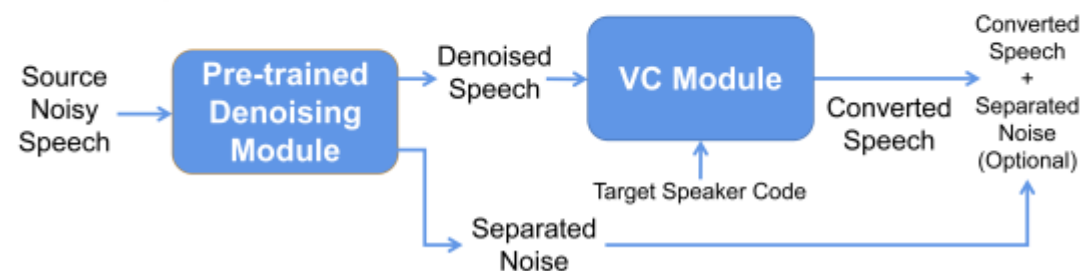 Source
Noisy
Speech
Pre-trained
Denoising
Module
Denoised
Speech
VC Module
Target Speaker Code
Converted
Speech
Separated
Noise
Converted
Speech
+
Separated
Noise
(Optional)